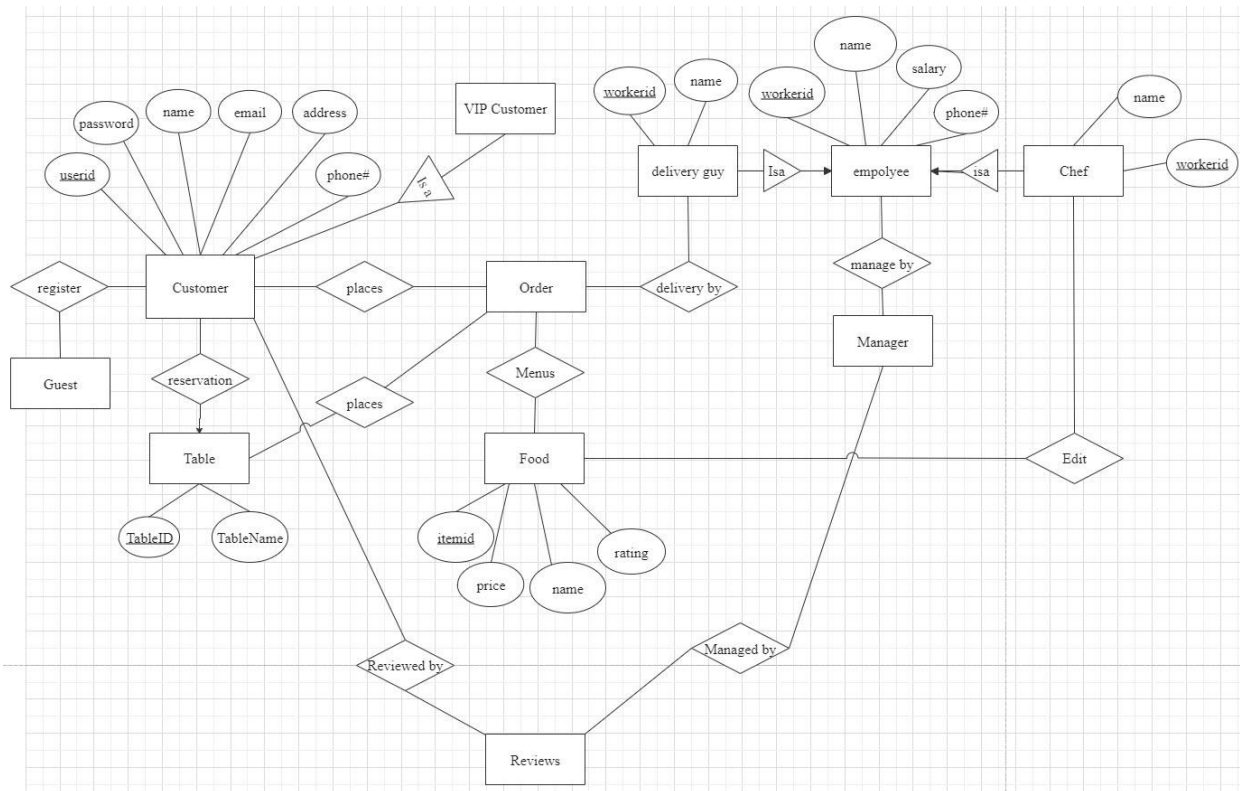 name
name
salary
workerid
workerid
phone#
name
VIP Customer
name
email
address
password
userid
phone#
Is a
delivery guy
Isa
empolyee
isa
Chef
workerid
register
Customer
places
Order
delivery by
manage by
Guest
reservation
places
Menus
Manager
Table
Food
Edit
TableID
TableName
itemid
price
name
rating
Reviewed by
Managed by
Reviews